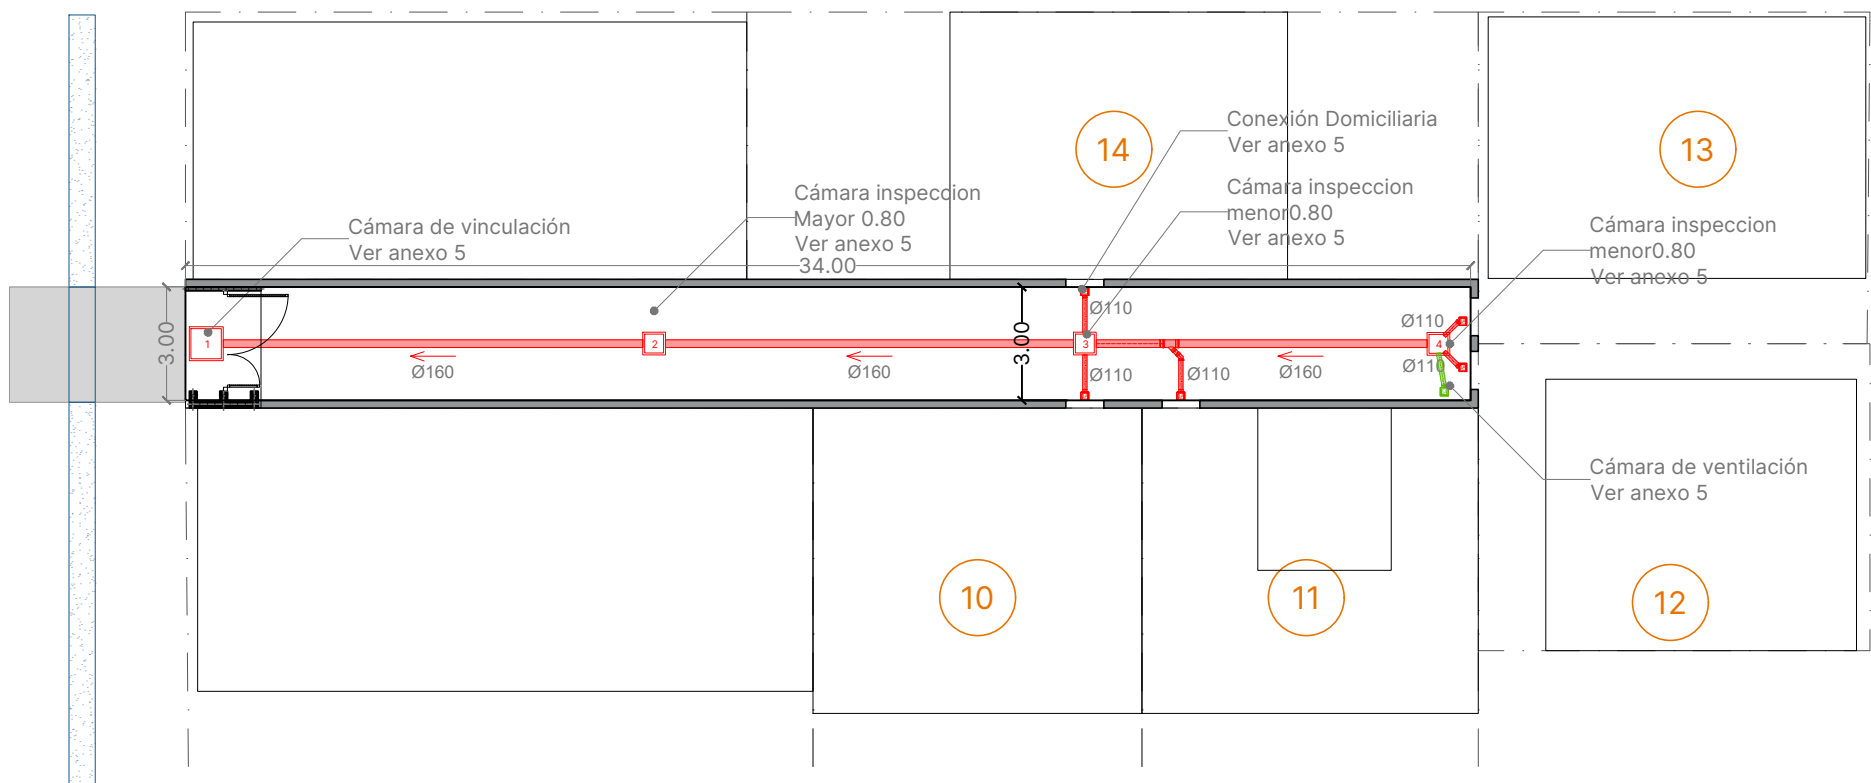 Conexión Domiciliaria
Ver anexo 5
14
13
Cámara inspeccion
Mayor 0.80
Ver anexo 5
Cámara inspeccion
menor0.80
Ver anexo 5
Cámara de vinculación
Ver anexo 5
Cámara inspeccion
menor0.80
Ver anexo 5
34.00
3.00
3.00
Ø110
Ø110
1
2
3
4
Ø160
Ø160
Ø110
Ø110
Ø160
Ø110
Cámara de ventilación
Ver anexo 5
10
11
12